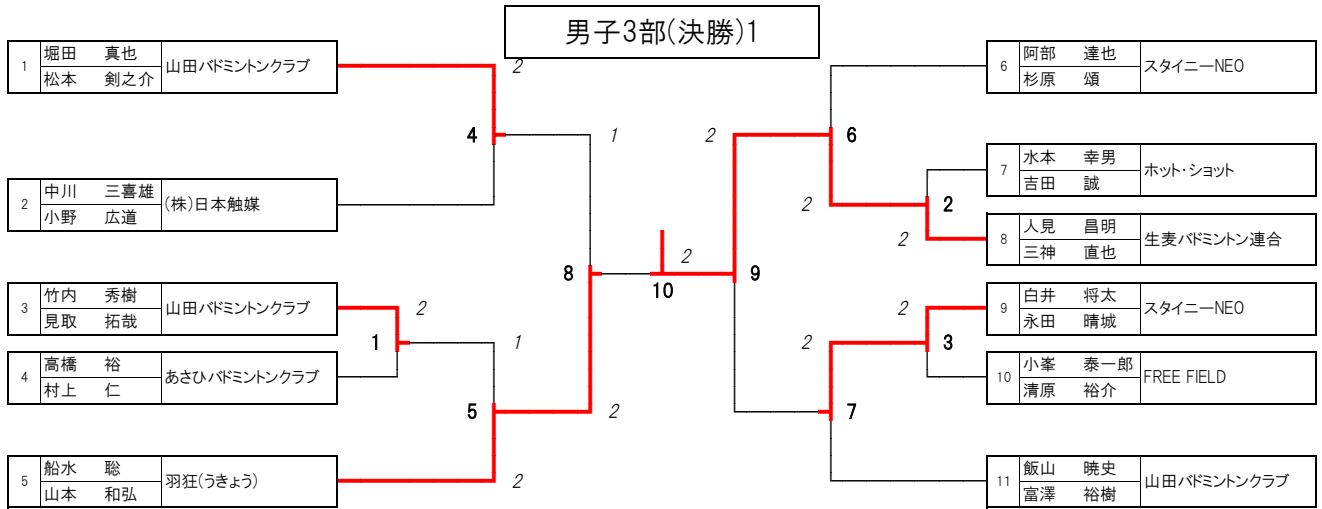 男子3部(決勝)1
1 堀田 真也 山田バドミントンクラブ
松本 剣之介
2
4
1
2 中川 三喜雄 (株)日本触媒
小野 広道
8
3 竹内 秀樹 山田バドミントンクラブ
見取 拓哉
2
1
1
4 高橋 裕 あさひバドミントンクラブ
村上 仁
5
2
5 船水 聡 羽狂(うきょう)
山本 和弘
2
10
2
6 阿部 達也 スタイニーNEO
杉原 頌
2
6
7 水本 幸男 ホット・ショット
吉田 誠
2
2
2
8 人見 昌明 生麦バドミントン連合
三神 直也
9
9 白井 将太 スタイニーNEO
永田 晴城
2
2
3
10 小峯 泰一郎 FREE FIELD
清原 裕介
7
11 飯山 暁史 山田バドミントンクラブ
富澤 裕樹